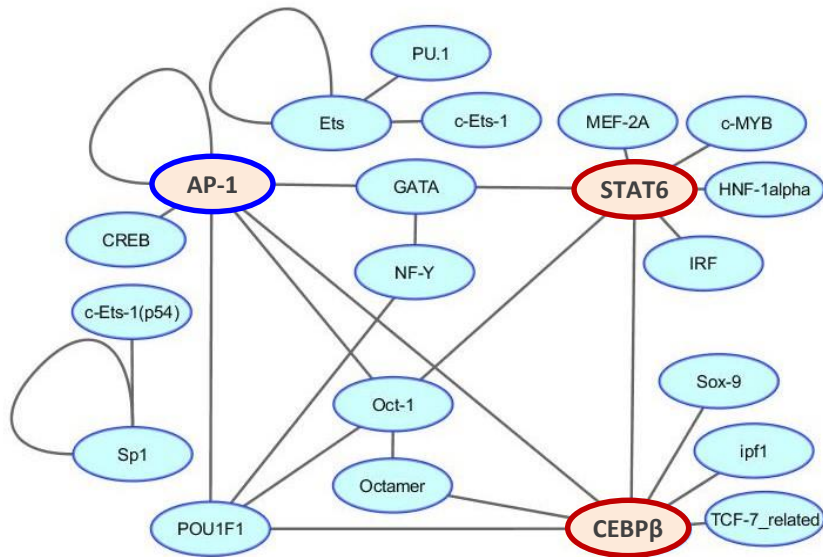 PU.1
Ets
c-Ets-1
MEF-2A
c-MYB
AP-1
GATA
STAT6
HNF-1alpha
CREB
NF-Y
IRF
c-Ets-1(p54)
Sox-9
Oct-1
Sp1
ipf1
Octamer
POU1F1
CEBPβ
TCF-7_related